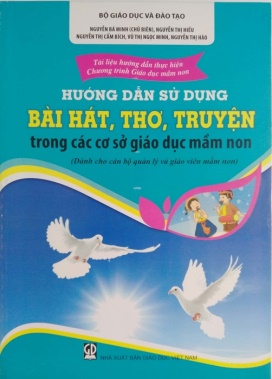 BỘ GIÁO DỤC VÀ ĐÀO TẠO
NGUYỄN BÁ MINH (CHỦ BIÊN), NGUYỄN THỊ HIẾU
NGUYỄN THỊ CẨM BÍCH, VŨ THỊ NGỌC MINH, NGUYỄN THỊ HẬU
Tài liệu hướng dẫn thực hiện
Chương trình Giáo dục mầm non
HƯỚNG DẪN SỬ DỤNG
BÀI HÁT, THƠ, TRUYỆN
trong các cơ sở giáo dục mầm non
(Dành cho cán bộ quản lý và giáo viên mầm non)
NHÀ XUẤT BẢN GIÁO DỤC VIỆT NAM